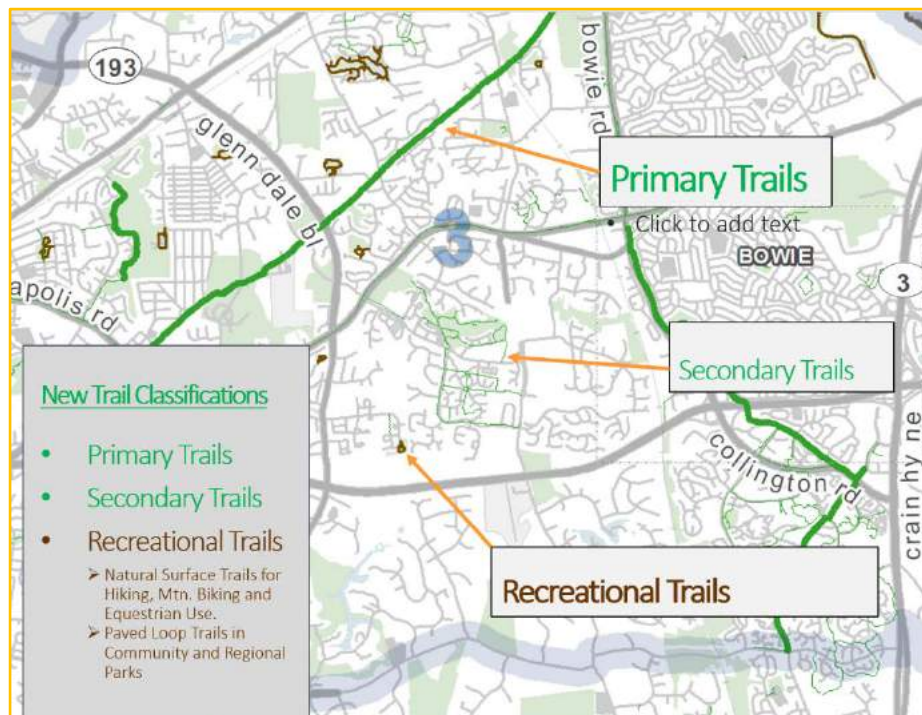 193
glenn dale bl
bowie rd
Primary Trails
• Click to add text
3
BOWIE
3
apolis rd
Secondary Trails
New Trail Classifications
• Primary Trails
• Secondary Trails
• Recreational Trails
➢ Natural Surface Trails for
Hiking, Mtn. Biking and
Equestrian Use.
➢ Paved Loop Trails in
Community and Regional
Parks
collington rd
crain hy ne
Recreational Trails